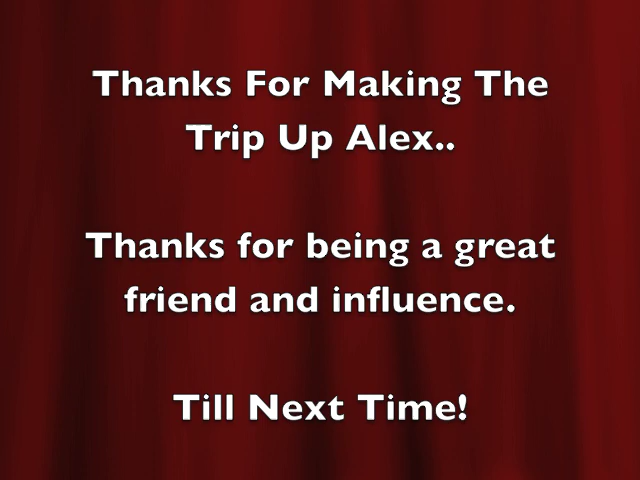 Thanks For Making The
Trip Up Alex..
Thanks for being a great
friend and influence.
Till Next Time!